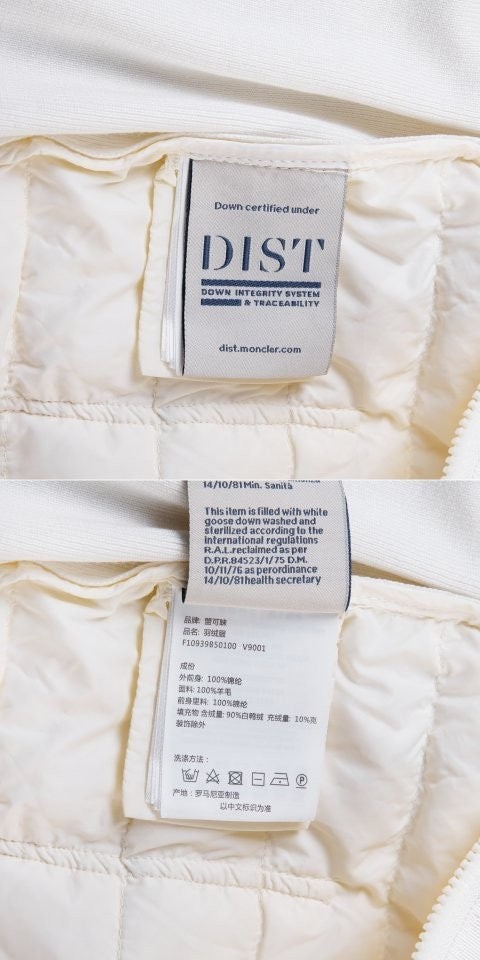 Down certified under
DIST
DOWN INTEGRITY SYSTEM
& TRACEABILITY
dist.moncler.com
14/10/81 Min. Sanità
This item is filled with white
goose down washed and
sterilized according to the
international regulations
R.A.L.reclaimed as per
D.P.R.84523/1/75 D.M.
10/11/76 as perordinance
14/10/81health secretary
品牌: 盟可睐
品名: 羽绒服
F10939B50100 V9001
成份
外前身: 100%锦纶
面料:100%羊毛
前身里料: 100%锦纶
填充物 含绒量: 90%白鹅绒 充绒量: 10%克
装饰除外
洗涤方法:
产地: 罗马尼亚制造
以中文标识为准